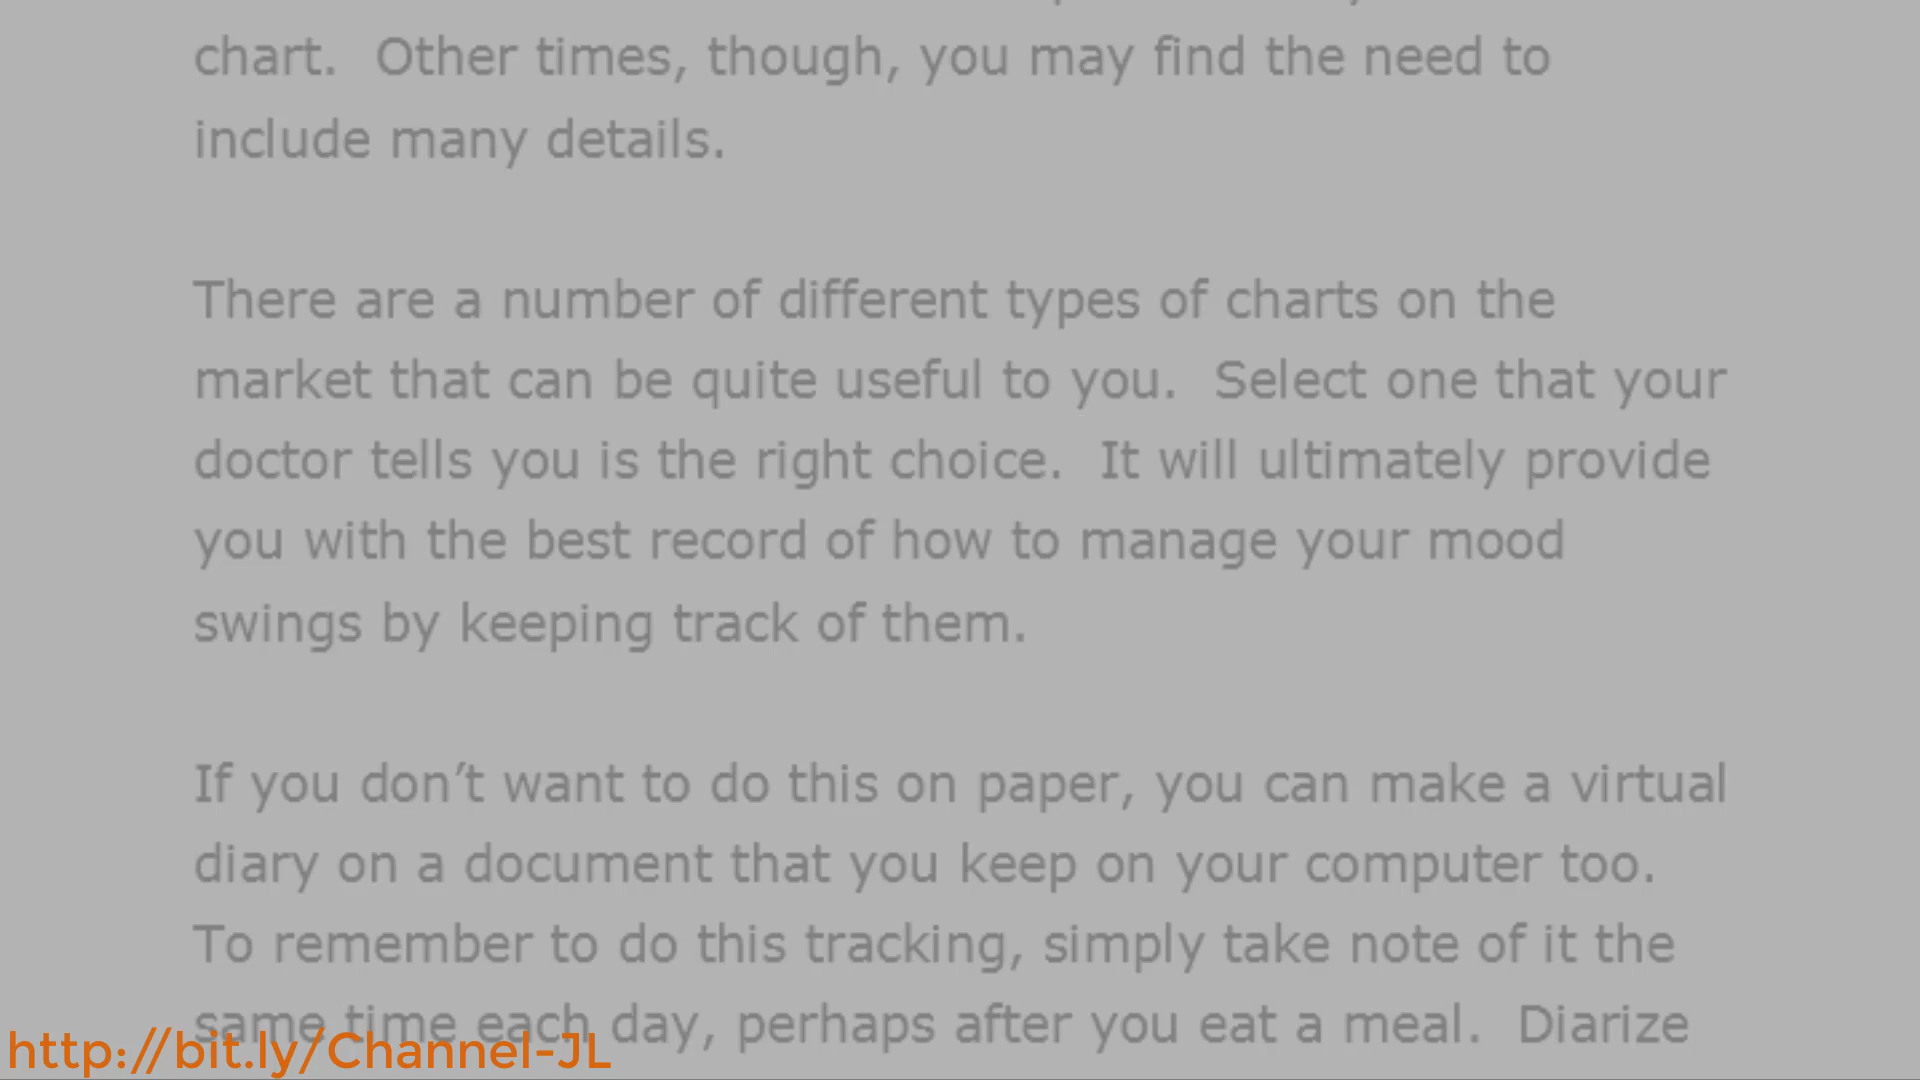 chart.  Other times, though, you may find the need to
include many details.
There are a number of different types of charts on the
market that can be quite useful to you.  Select one that your
doctor tells you is the right choice.  It will ultimately provide
you with the best record of how to manage your mood
swings by keeping track of them.
If you don’t want to do this on paper, you can make a virtual
diary on a document that you keep on your computer too.
To remember to do this tracking, simply take note of it the
same time each day, perhaps after you eat a meal.  Diarize
http://bit.ly/Channel-JL